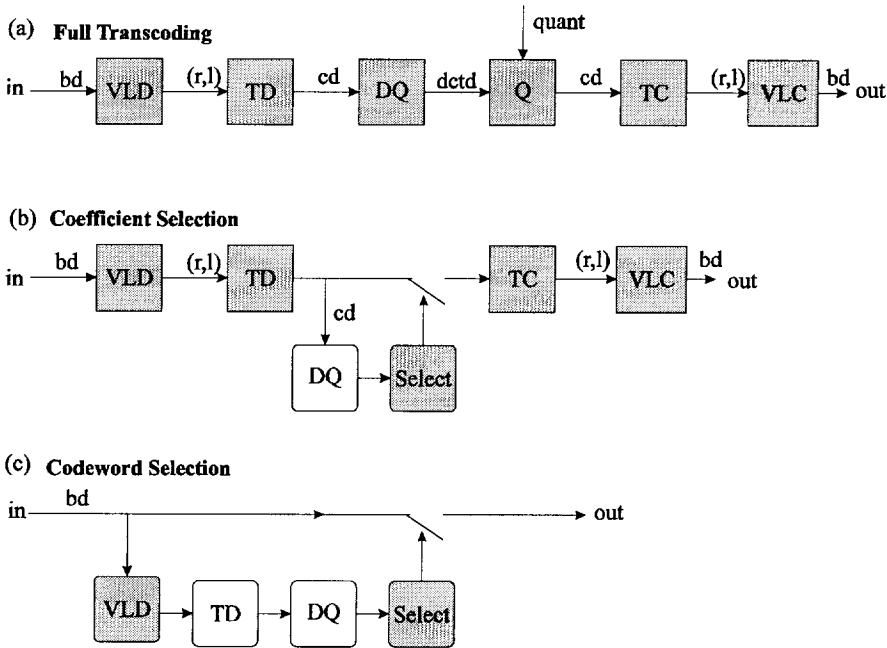 (a) Full Transcoding
quant
in bd VLD (r,l) TD cd DQ dctd Q cd TC (r,l) VLC bd out
(b) Coefficient Selection
in bd VLD (r,l) TD TC (r,l) VLC bd out
cd
DQ Select
(c) Codeword Selection
in bd out
VLD TD DQ Select